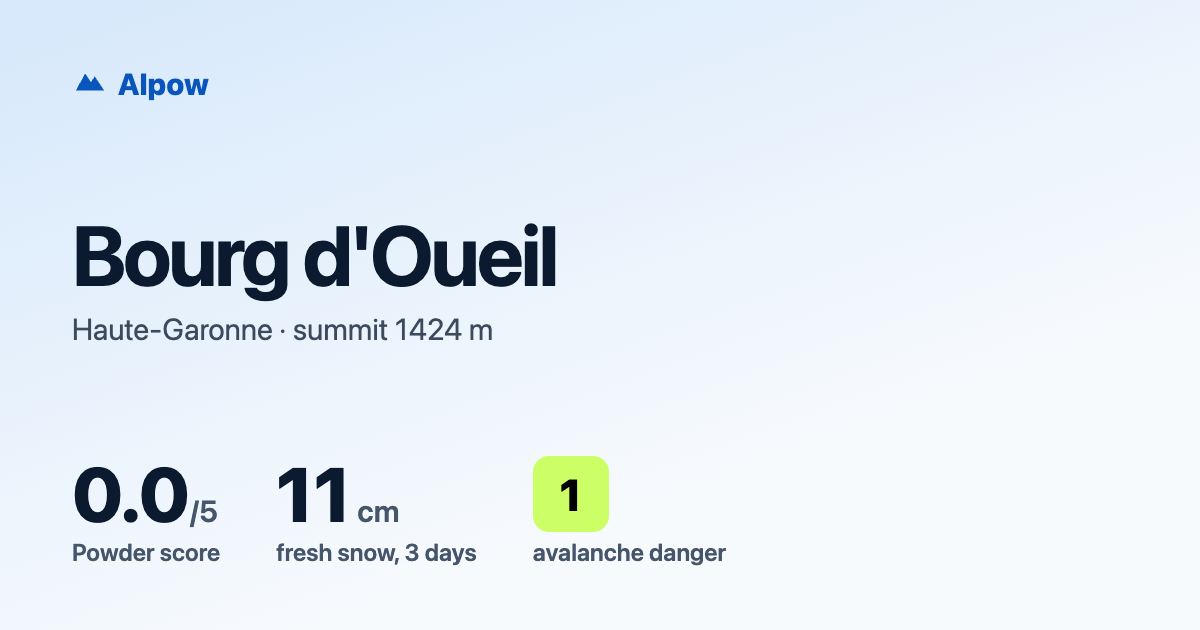 Alpow
Bourg d'Oueil
Haute-Garonne · summit 1424 m
0.0/5
Powder score
11 cm
fresh snow, 3 days
1
avalanche danger